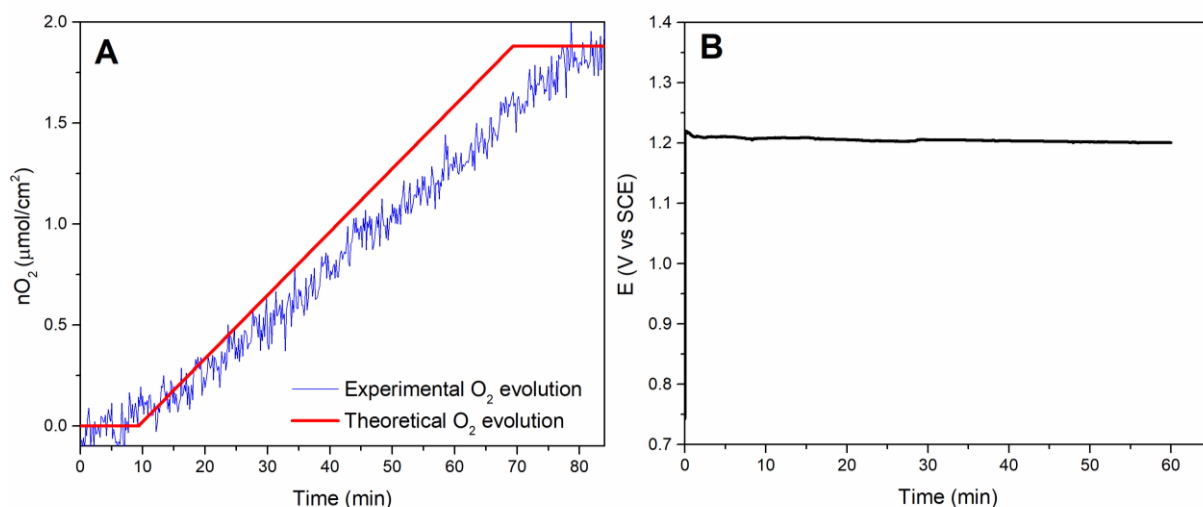 A
2.0
1.5
1.0
0.5
0.0
nO2 (μmol/cm²)
Experimental O2 evolution
Theoretical O2 evolution
0 10 20 30 40 50 60 70 80
Time (min)
B
1.4
1.3
1.2
1.1
1.0
0.9
0.8
0.7
E (V vs SCE)
0 10 20 30 40 50 60
Time (min)